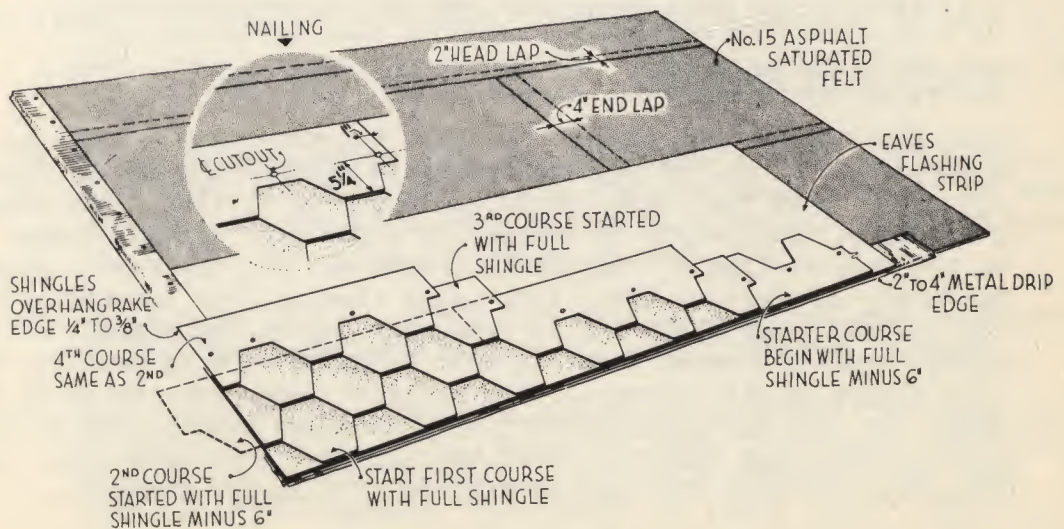 NAILING
2" HEAD LAP
No.15 ASPHALT
SATURATED
FELT
4" END LAP
℄ CUTOUT
1"
5 1/4"
EAVES
FLASHING
STRIP
3RD COURSE STARTED
WITH FULL
SHINGLE
SHINGLES
OVERHANG RAKE
EDGE 1/4" TO 3/8"
2" TO 4" METAL DRIP
EDGE
4TH COURSE
SAME AS 2ND
STARTER COURSE
BEGIN WITH FULL
SHINGLE MINUS 6"
2ND COURSE
STARTED WITH FULL
SHINGLE MINUS 6"
START FIRST COURSE
WITH FULL SHINGLE